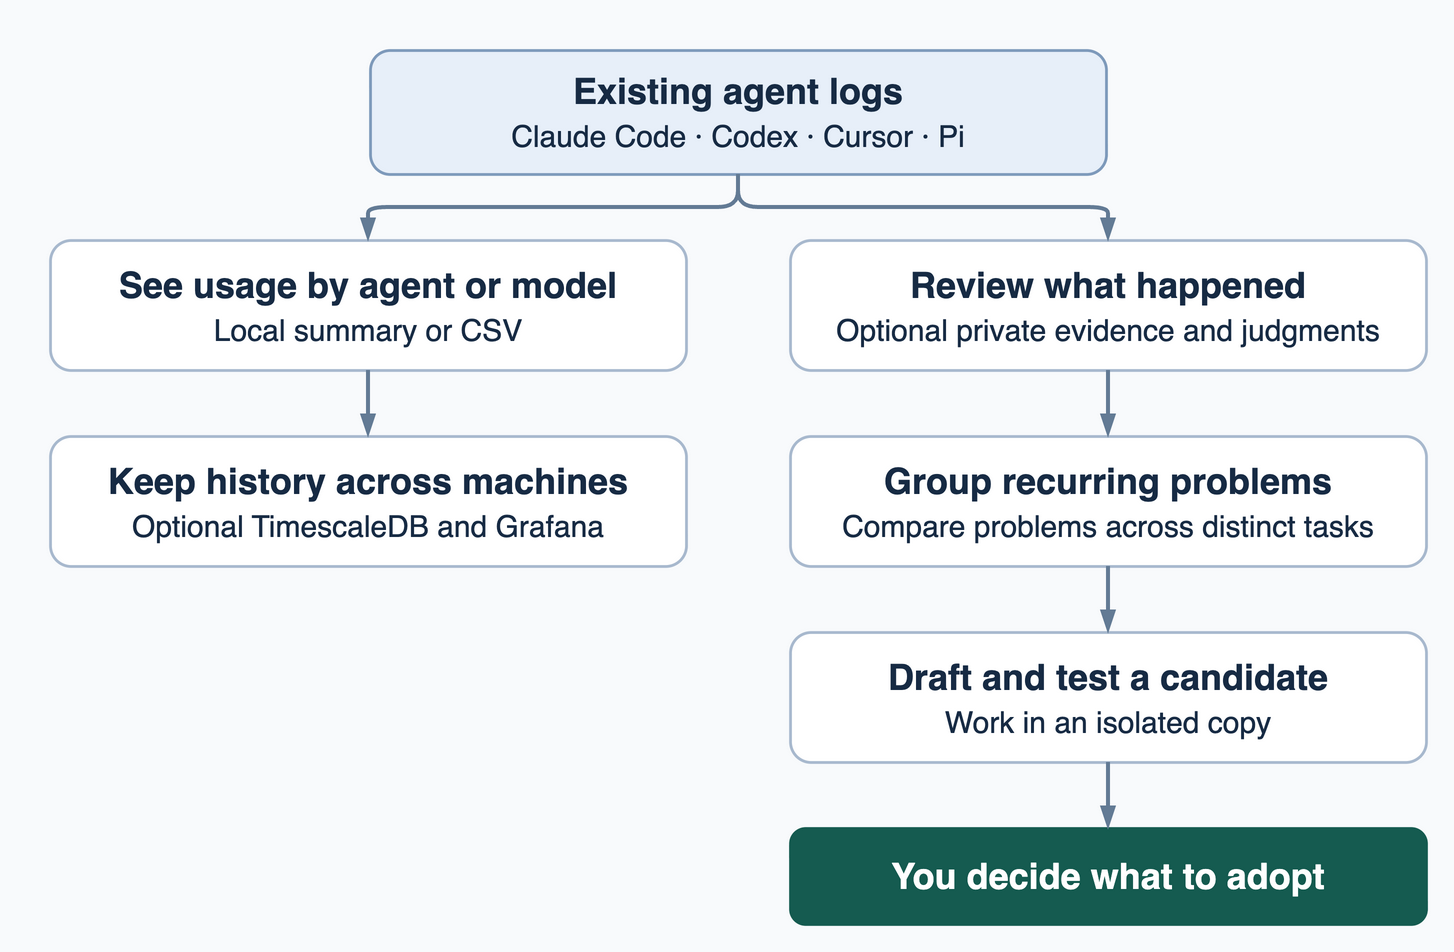 Existing agent logs
Claude Code · Codex · Cursor · Pi
See usage by agent or model
Local summary or CSV
Review what happened
Optional private evidence and judgments
Keep history across machines
Optional TimescaleDB and Grafana
Group recurring problems
Compare problems across distinct tasks
Draft and test a candidate
Work in an isolated copy
You decide what to adopt